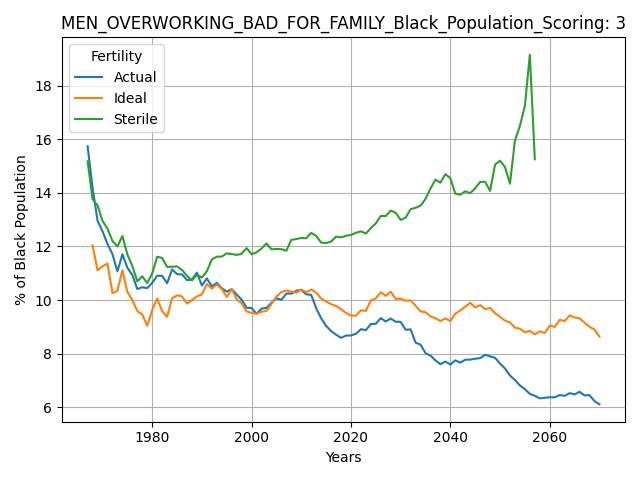 MEN_OVERWORKING_BAD_FOR_FAMILY_Black_Population_Scoring: 3
Fertility
Actual
Ideal
Sterile
% of Black Population
18
16
14
12
10
8
6
1980
2000
2020
2040
2060
Years